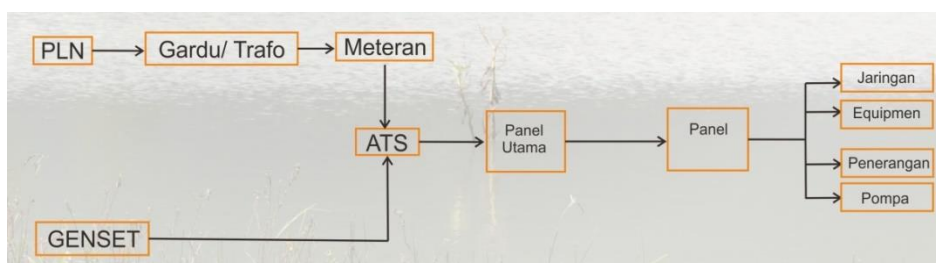 PLN
Gardu/ Trafo
Meteran
ATS
GENSET
Panel
Utama
Panel
Jaringan
Equipmen
Penerangan
Pompa